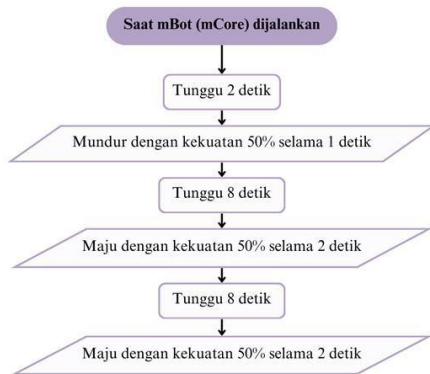 Saat mBot (mCore) dijalankan
Tunggu 2 detik
Mundur dengan kekuatan 50% selama 1 detik
Tunggu 8 detik
Maju dengan kekuatan 50% selama 2 detik
Tunggu 8 detik
Maju dengan kekuatan 50% selama 2 detik